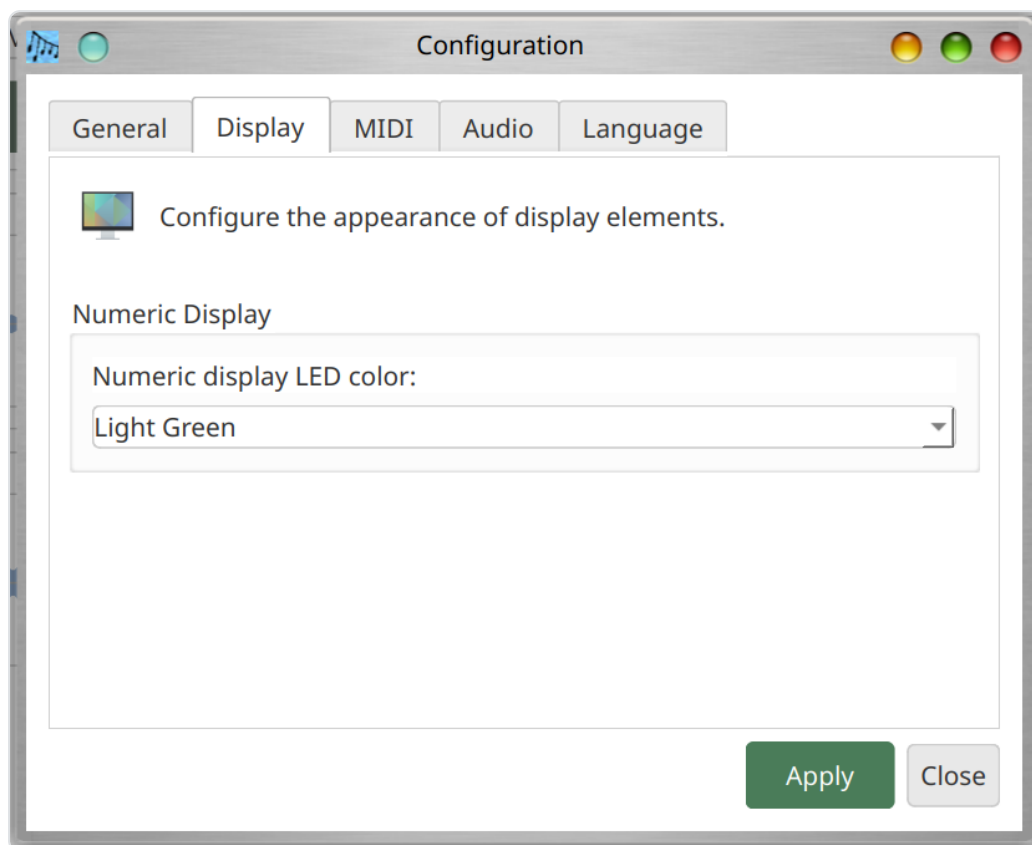 Configuration
General Display MIDI Audio Language
Configure the appearance of display elements.
Numeric Display
Numeric display LED color:
Light Green
Apply Close